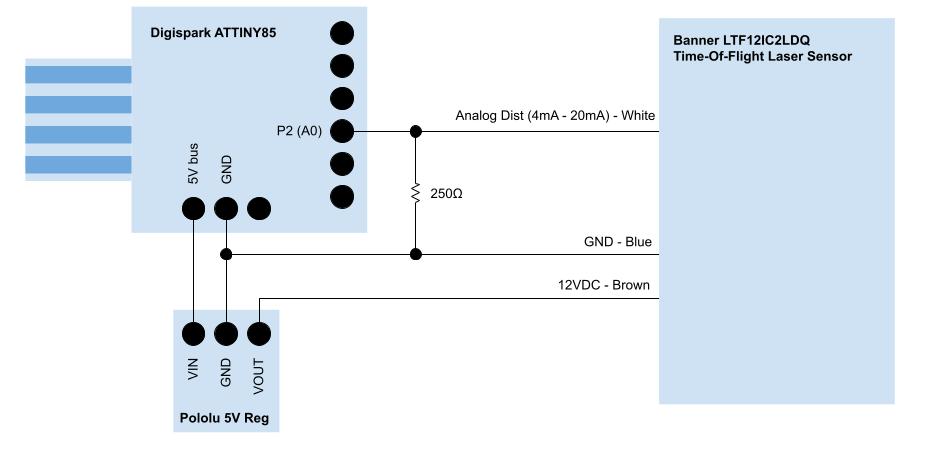 Digispark ATTINY85
Banner LTF12IC2LDQ
Time-Of-Flight Laser Sensor
Analog Dist (4mA - 20mA) - White
P2 (A0)
5V bus
GND
250Ω
GND - Blue
12VDC - Brown
VIN
GND
VOUT
Pololu 5V Reg